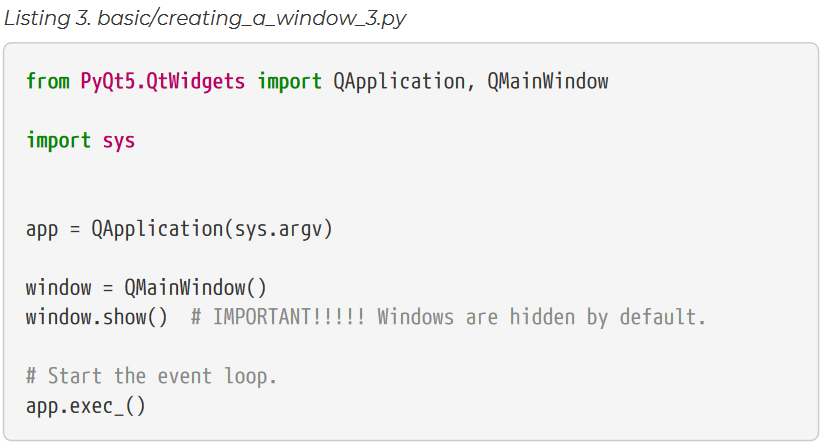 Listing 3. basic/creating_a_window_3.py
from PyQt5.QtWidgets import QApplication, QMainWindow
import sys
app = QApplication(sys.argv)
window = QMainWindow()
window.show()  # IMPORTANT!!!!! Windows are hidden by default.
# Start the event loop.
app.exec_()